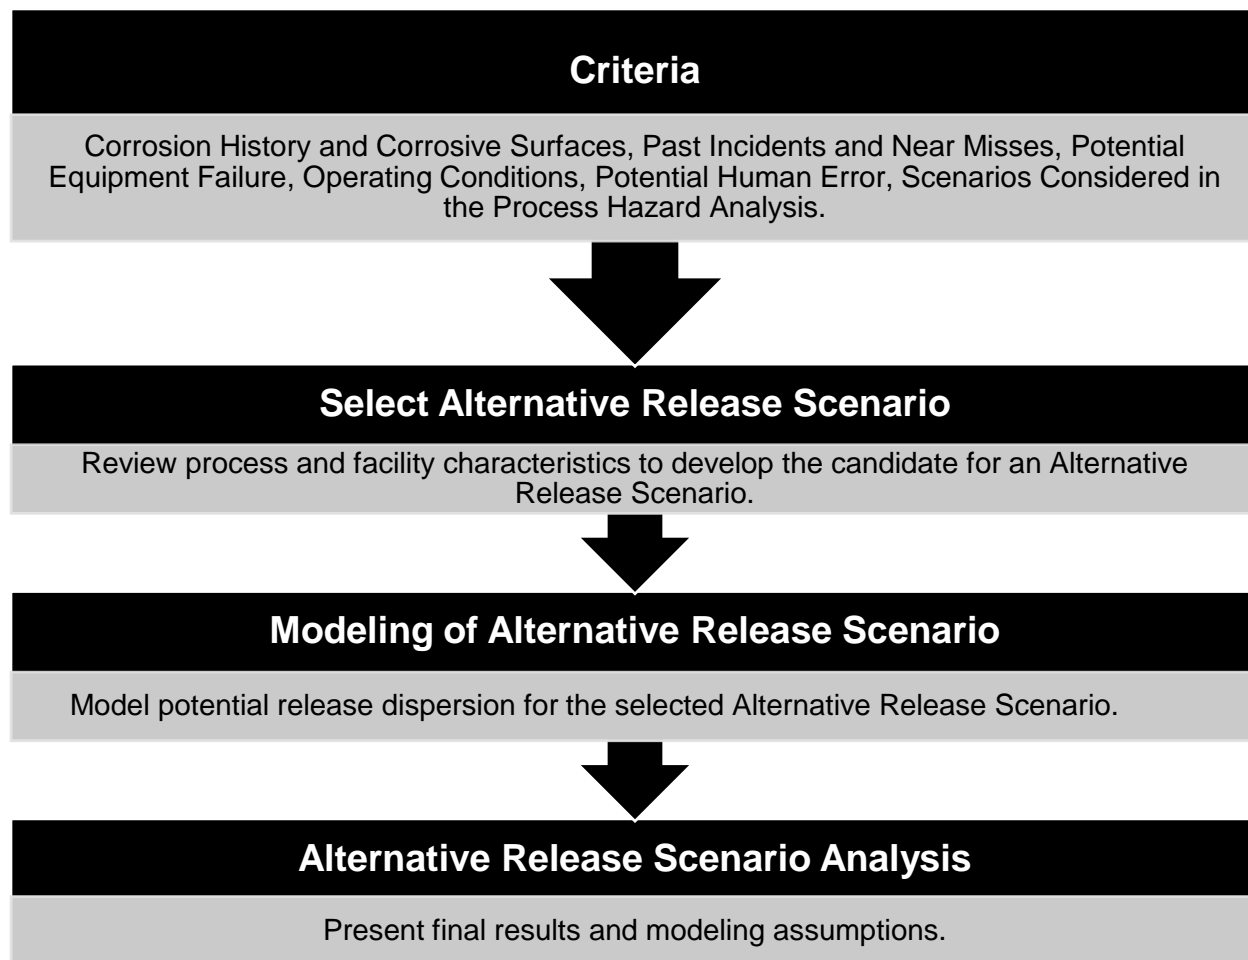 Criteria
Corrosion History and Corrosive Surfaces, Past Incidents and Near Misses, Potential
Equipment Failure, Operating Conditions, Potential Human Error, Scenarios Considered in
the Process Hazard Analysis.
Select Alternative Release Scenario
Review process and facility characteristics to develop the candidate for an Alternative
Release Scenario.
Modeling of Alternative Release Scenario
Model potential release dispersion for the selected Alternative Release Scenario.
Alternative Release Scenario Analysis
Present final results and modeling assumptions.